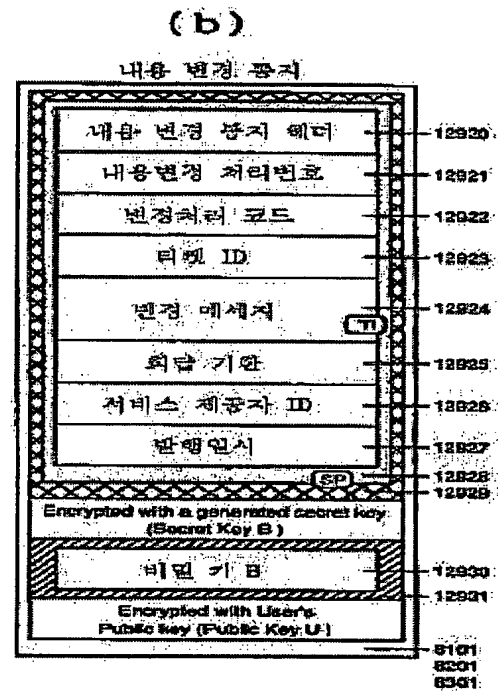 (b)
내용 변경 통지
내용 변경 통지 헤더
12920
내용변경 처리번호
12921
변경처리 코드
12922
티켓 ID
12923
변경 메세지
12924
TI
회답 기한
12925
서비스 제공자 ID
12926
발행일시
12927
SP
12928
12929
Encrypted with a generated secret key
(Secret Key B)
비밀 키 B
12930
12931
Encrypted with User's
Public key (Public Key U)
8101
8201
8301